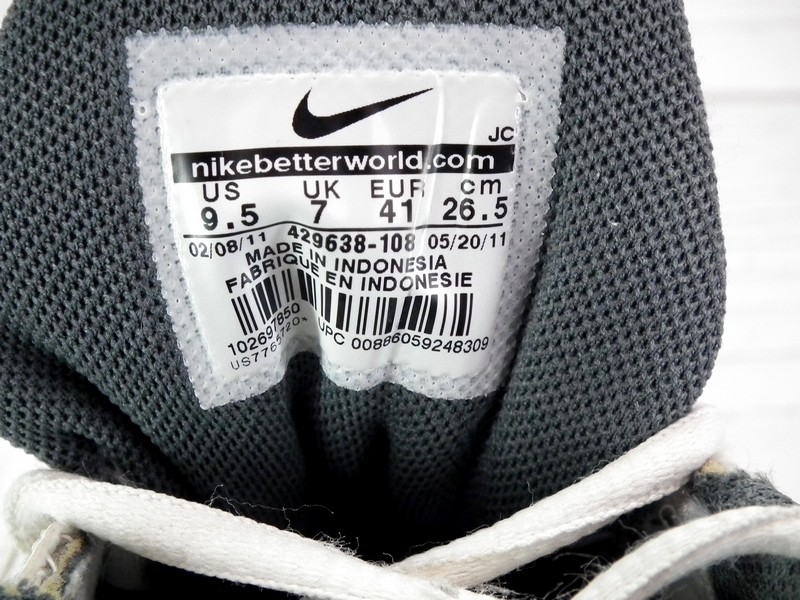 JC
nikebetterworld.com
US UK EUR cm
9.5 7 41 26.5
02/08/11 429638-108 05/20/11
MADE IN INDONESIA
FABRIQUE EN INDONESIE
102697850 UPC 00886059248309